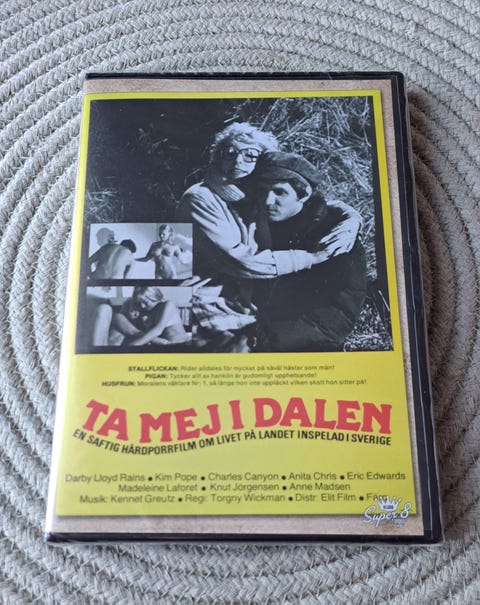 STALLFLICKAN: Rider alldeles för mycket på såväl hästar som män!
PIGAN: Tycker allt av hankön är gudomligt upphetsande!
HUSFRUN: Moralens väktare Nr: 1, så länge hon inte upptäckt vilken skatt hon sitter på!
TA MEJ I DALEN
EN SAFTIG HÅRDPORRFILM OM LIVET PÅ LANDET INSPELAD I SVERIGE
Darby Lloyd Rains • Kim Pope • Charles Canyon • Anita Chris • Eric Edwards
Madeleine Laforet • Knut Jörgensen • Anne Madsen
Musik: Kennet Greutz • Regi: Torgny Wickman • Distr: Elit Film •
Super 8